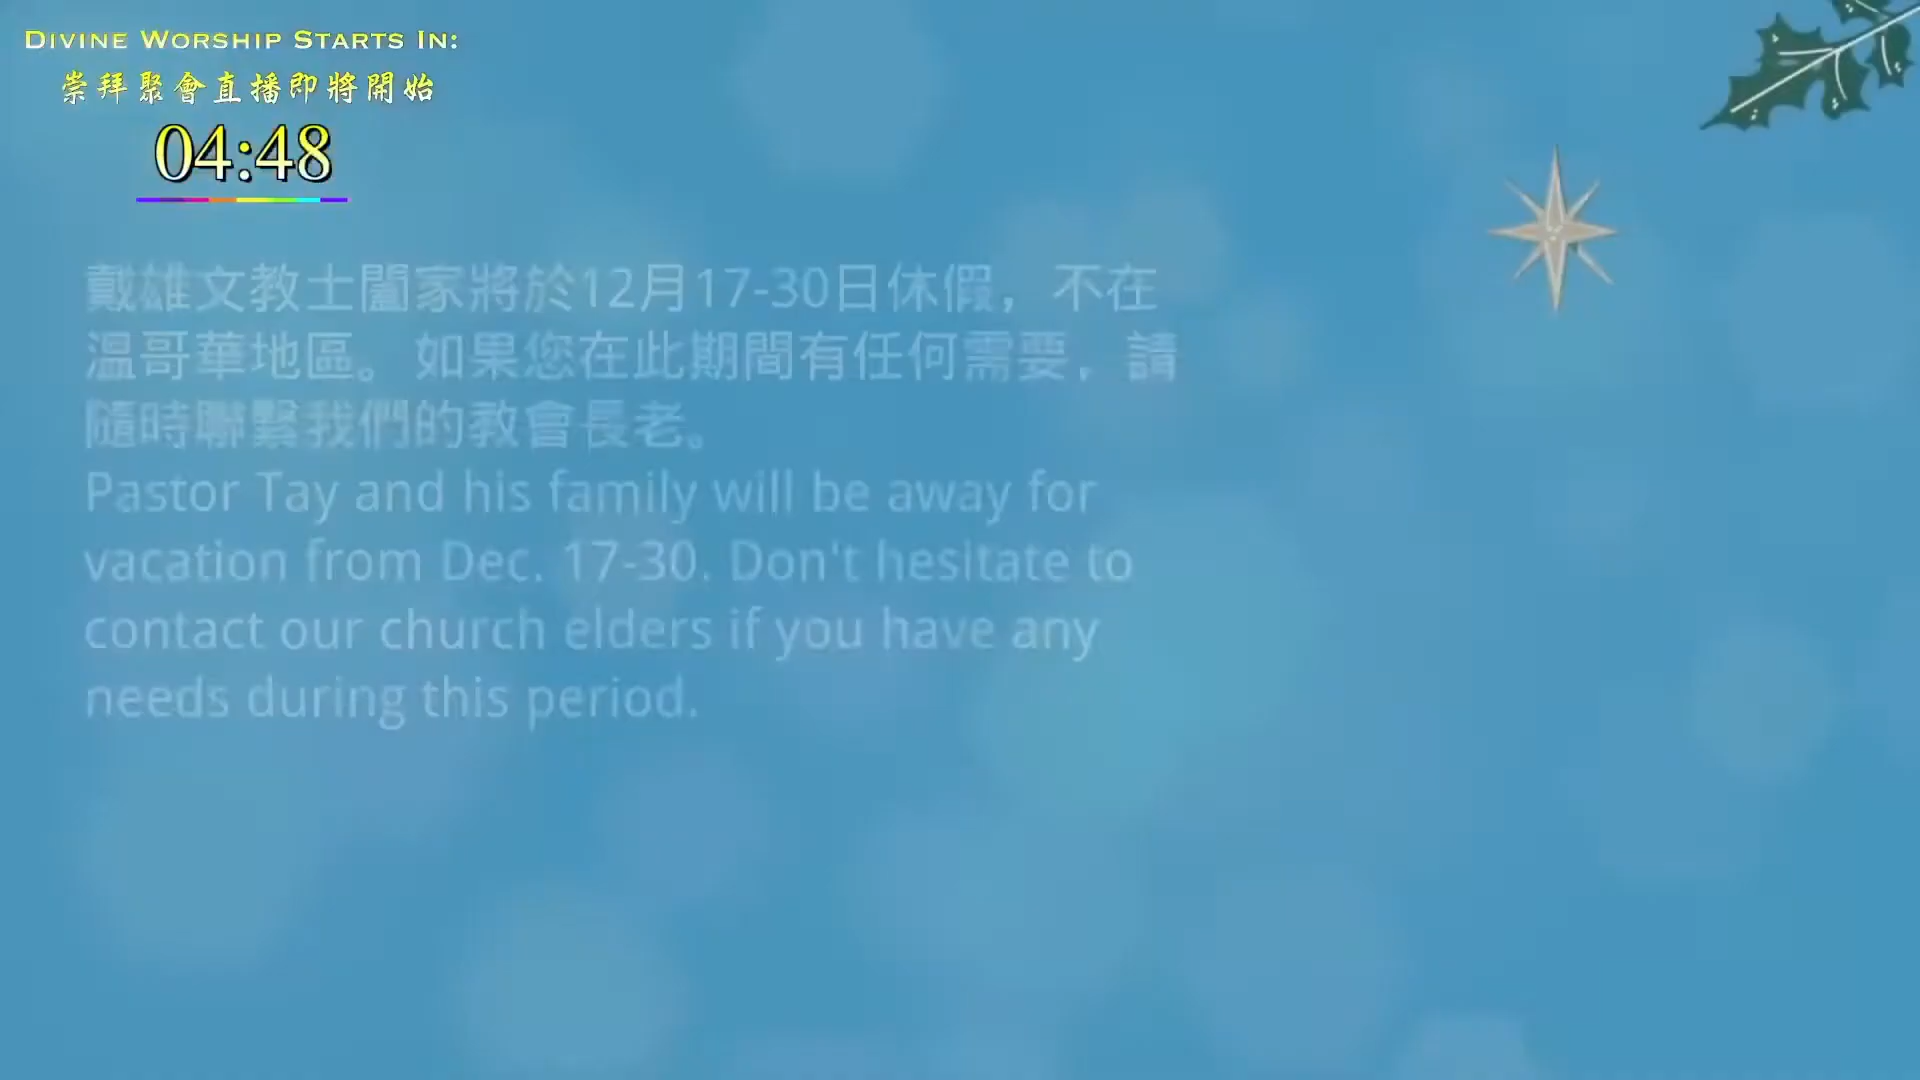 DIVINE WORSHIP STARTS IN:
崇拜聚會直播即將開始
04:48
戴雄文教士闔家將於12月17-30日休假，不在
溫哥華地區。如果您在此期間有任何需要，請
隨時聯繫我們的教會長老。
Pastor Tay and his family will be away for
vacation from Dec. 17-30. Don't hesitate to
contact our church elders if you have any
needs during this period.